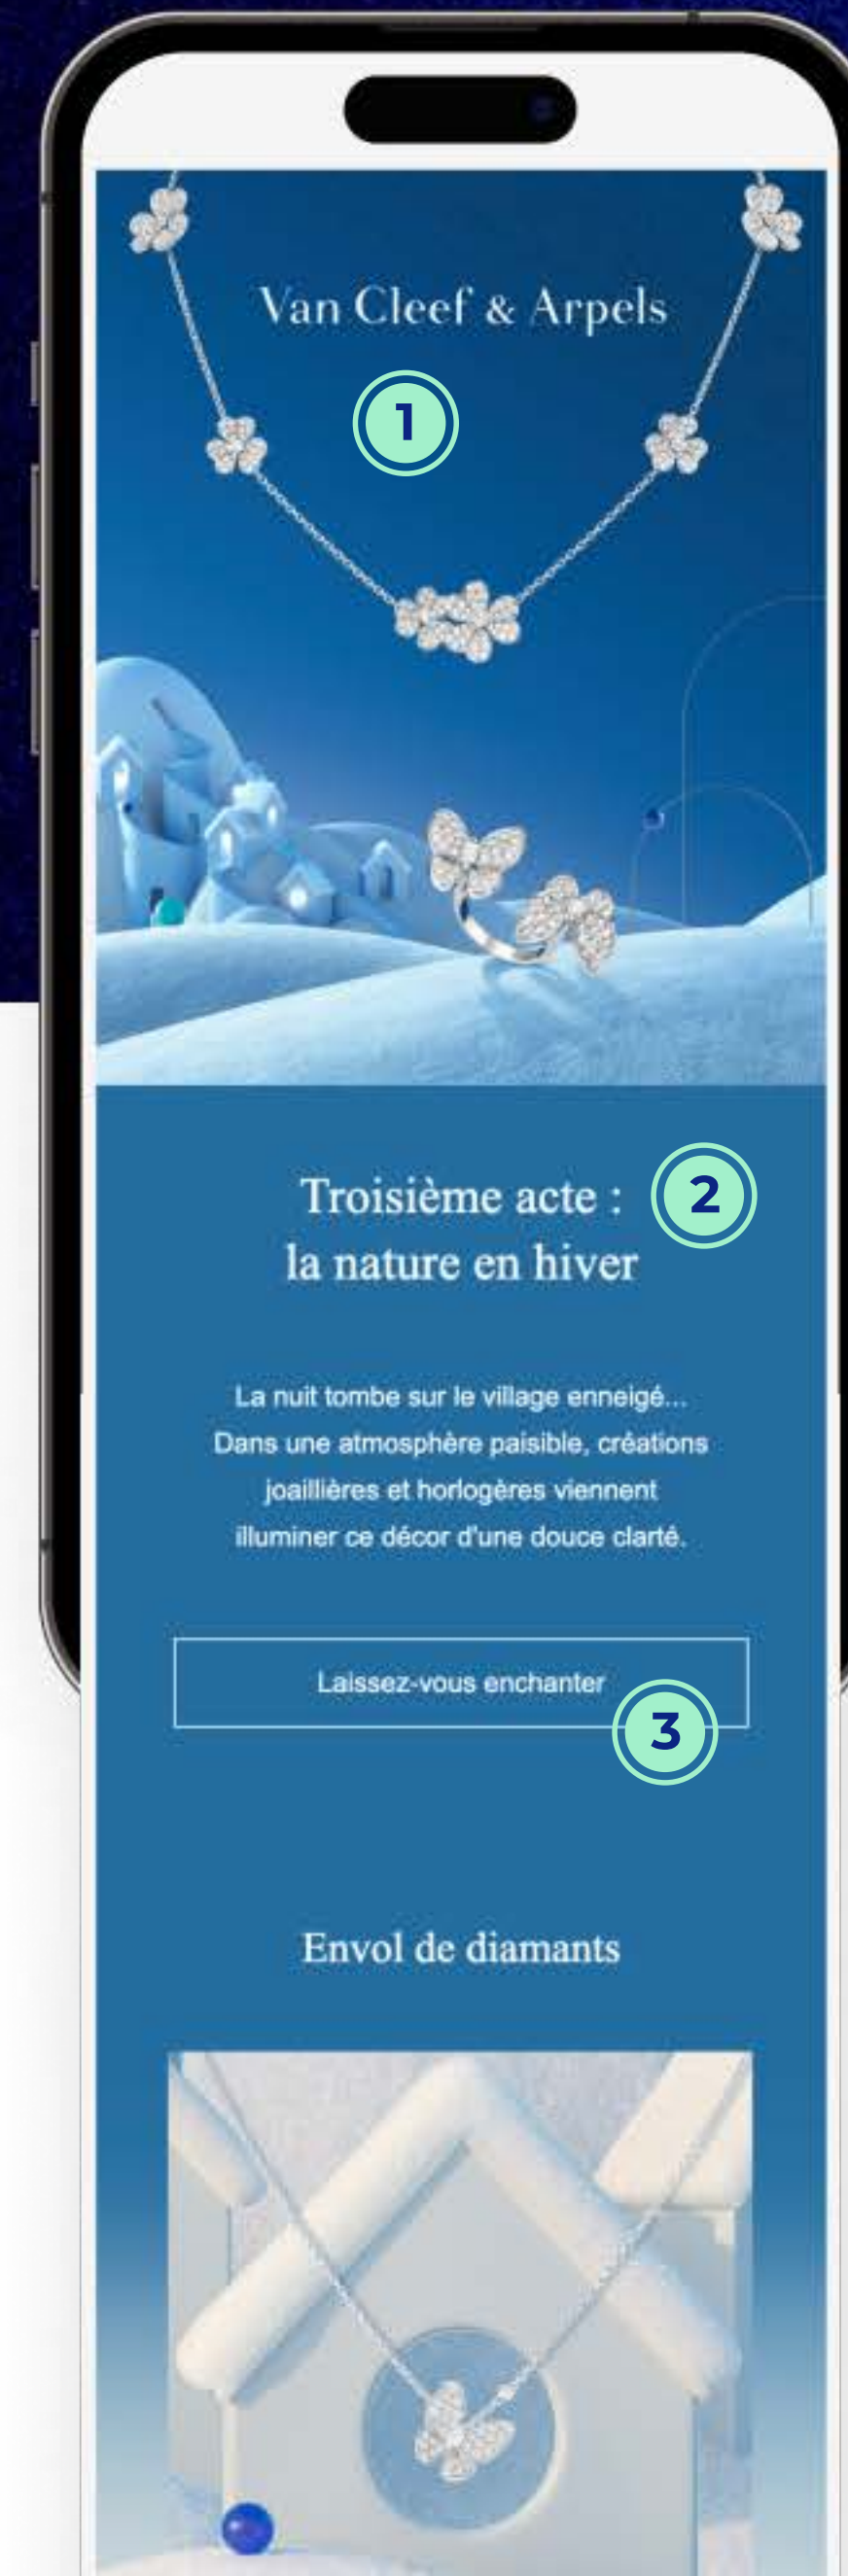 Van Cleef & Arpels
1
Troisième acte :
2
la nature en hiver
La nuit tombe sur le village enneigé...
Dans une atmosphère paisible, créations
joaillières et horlogères viennent
illuminer ce décor d'une douce clarté.
Laissez-vous enchanter
3
Envol de diamants